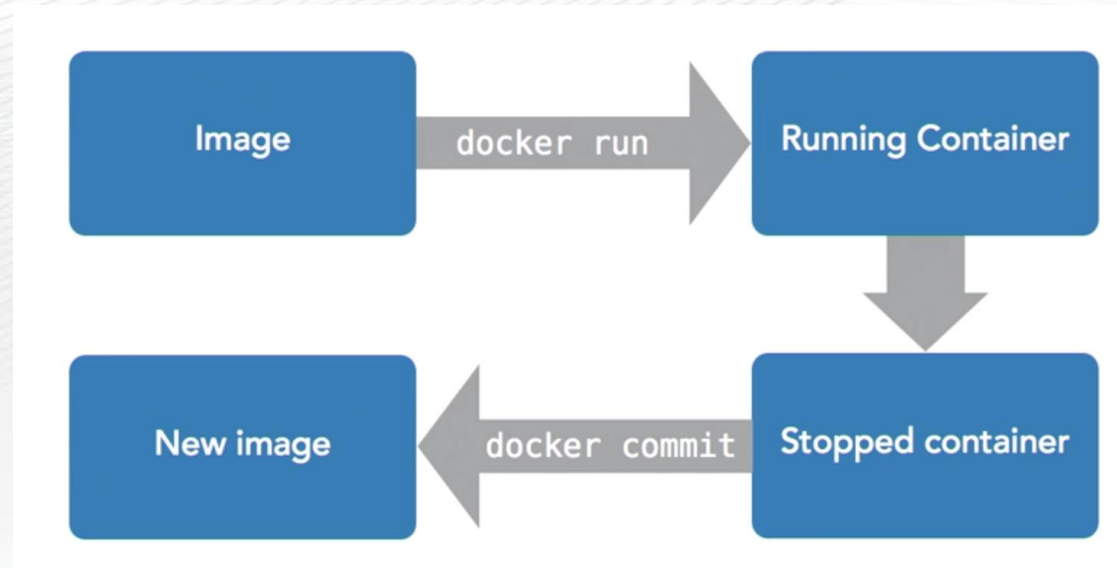 Image
docker run
Running Container
Stopped container
docker commit
New image